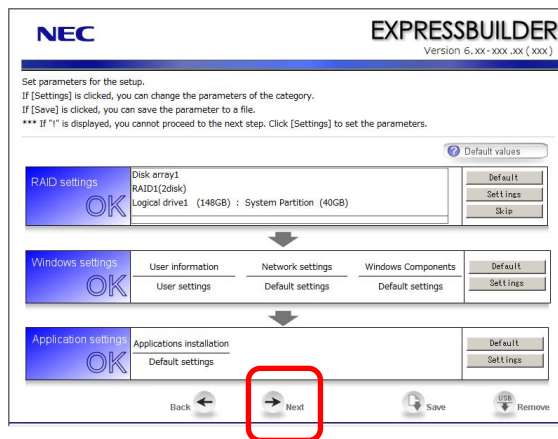 NEC
EXPRESSBUILDER
Version 6.xx-xxx.xx (xxx)
Set parameters for the setup.
If [Settings] is clicked, you can change the parameters of the category.
If [Save] is clicked, you can save the parameter to a file.
*** If "!" is displayed, you cannot proceed to the next step. Click [Settings] to set the parameters.
? Default values
RAID settings
OK
Disk array1
RAID1(2disk)
Logical drive1 (148GB) : System Partition (40GB)
Default
Settings
Skip
Windows settings
OK
User information Network settings Windows Components
User settings Default settings Default settings
Default
Settings
Application settings
OK
Applications installation
Default settings
Default
Settings
Back Next Save USB Remove